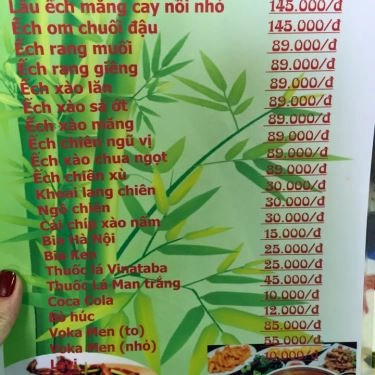 Lẩu ếch măng cay nồi nhỏ 145.000/đ
Ếch om chuối đậu 145.000/đ
Ếch rang muối 89.000/đ
Ếch rang giềng 89.000/đ
Ếch xào lăn 89.000/đ
Ếch xào sả ớt 89.000/đ
Ếch xào măng 89.000/đ
Ếch chiên ngũ vị 89.000/đ
Ếch xào chua ngọt 89.000/đ
Ếch chiên xù 89.000/đ
Khoai lang chiên 30.000/đ
Ngô chiên 30.000/đ
Cải chíp xào nấm 30.000/đ
Bia Hà Nội 15.000/đ
Bia Ken 25.000/đ
Thuốc lá Vinataba 25.000/đ
Thuốc Lá Man trắng 45.000/đ
Coca Cola 10.000/đ
Bò húc 12.000/đ
Voka Men (to) 85.000/đ
Voka Men (nhỏ) 55.000/đ
10.000/đ